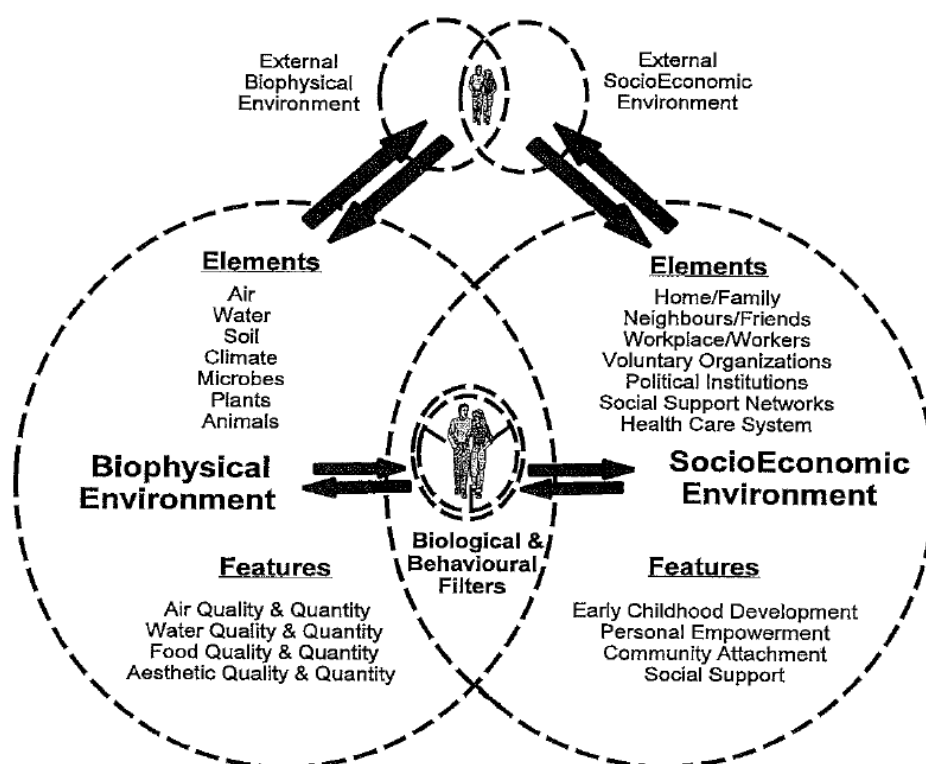 External
Biophysical
Environment
External
SocioEconomic
Environment
Elements
Air
Water
Soil
Climate
Microbes
Plants
Animals
Biophysical
Environment
Features
Air Quality & Quantity
Water Quality & Quantity
Food Quality & Quantity
Aesthetic Quality & Quantity
Biological &
Behavioural
Filters
Elements
Home/Family
Neighbours/Friends
Workplace/Workers
Voluntary Organizations
Political Institutions
Social Support Networks
Health Care System
SocioEconomic
Environment
Features
Early Childhood Development
Personal Empowerment
Community Attachment
Social Support